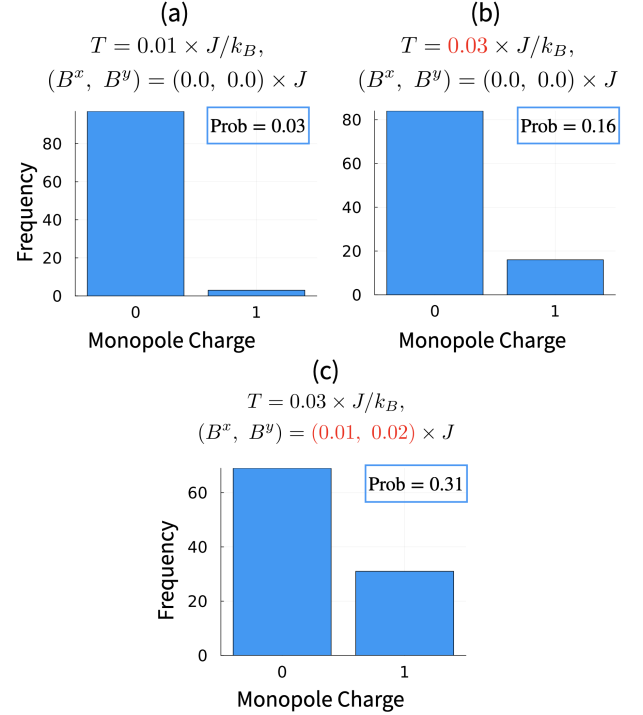 (a)
T = 0.01 × J/k_B,
(B^x, B^y) = (0.0, 0.0) × J
Prob = 0.03
80
60
40
20
0
Frequency
0 1
Monopole Charge
(b)
T = 0.03 × J/k_B,
(B^x, B^y) = (0.0, 0.0) × J
Prob = 0.16
80
60
40
20
0
0 1
Monopole Charge
(c)
T = 0.03 × J/k_B,
(B^x, B^y) = (0.01, 0.02) × J
Prob = 0.31
60
40
20
0
Frequency
0 1
Monopole Charge